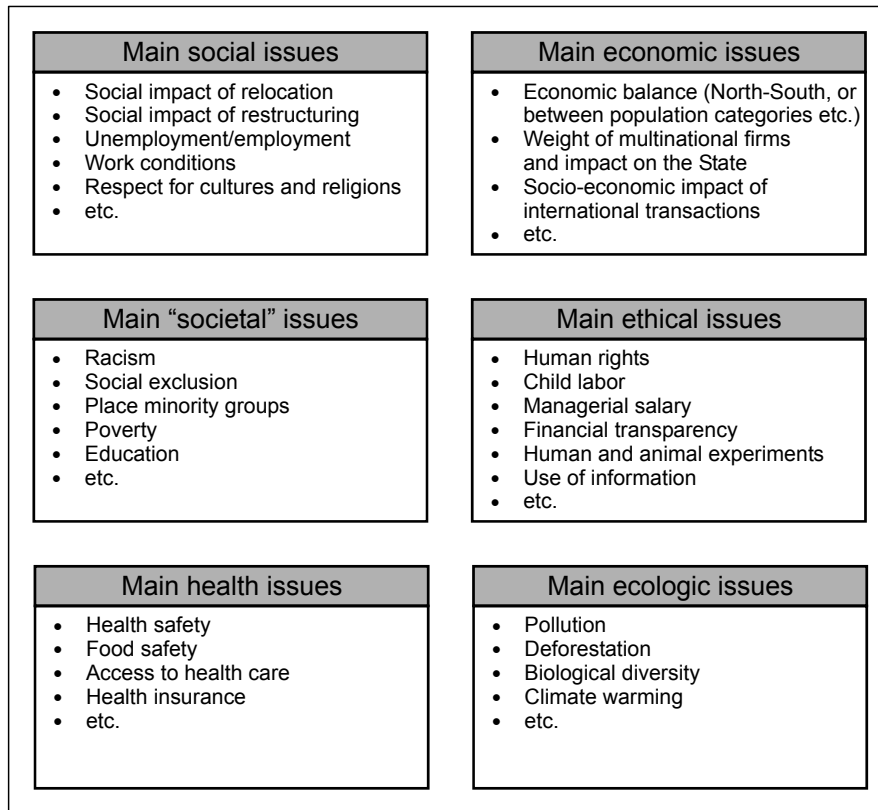 Main social issues
• Social impact of relocation
• Social impact of restructuring
• Unemployment/employment
• Work conditions
• Respect for cultures and religions
• etc.
Main economic issues
• Economic balance (North-South, or
between population categories etc.)
• Weight of multinational firms
and impact on the State
• Socio-economic impact of
international transactions
• etc.
Main “societal” issues
• Racism
• Social exclusion
• Place minority groups
• Poverty
• Education
• etc.
Main ethical issues
• Human rights
• Child labor
• Managerial salary
• Financial transparency
• Human and animal experiments
• Use of information
• etc.
Main health issues
• Health safety
• Food safety
• Access to health care
• Health insurance
• etc.
Main ecologic issues
• Pollution
• Deforestation
• Biological diversity
• Climate warming
• etc.